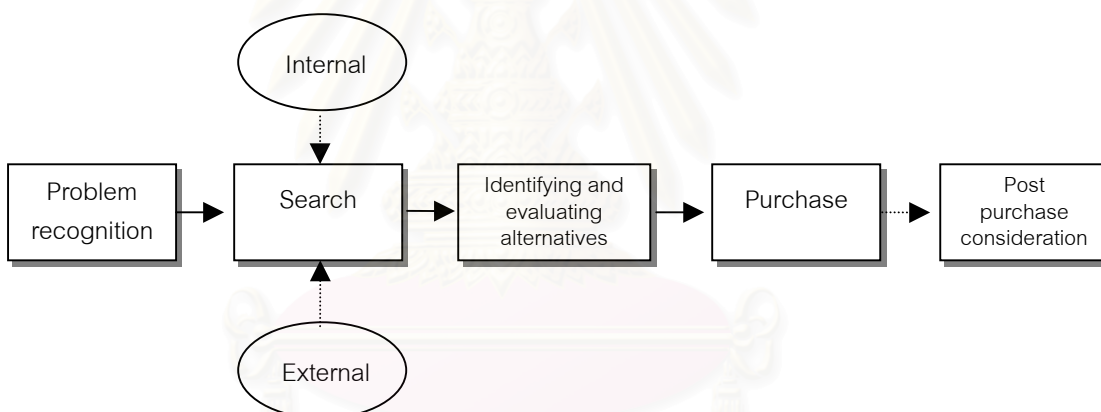 Internal
Problem
recognition
Search
Identifying and
evaluating
alternatives
Purchase
Post
purchase
consideration
External